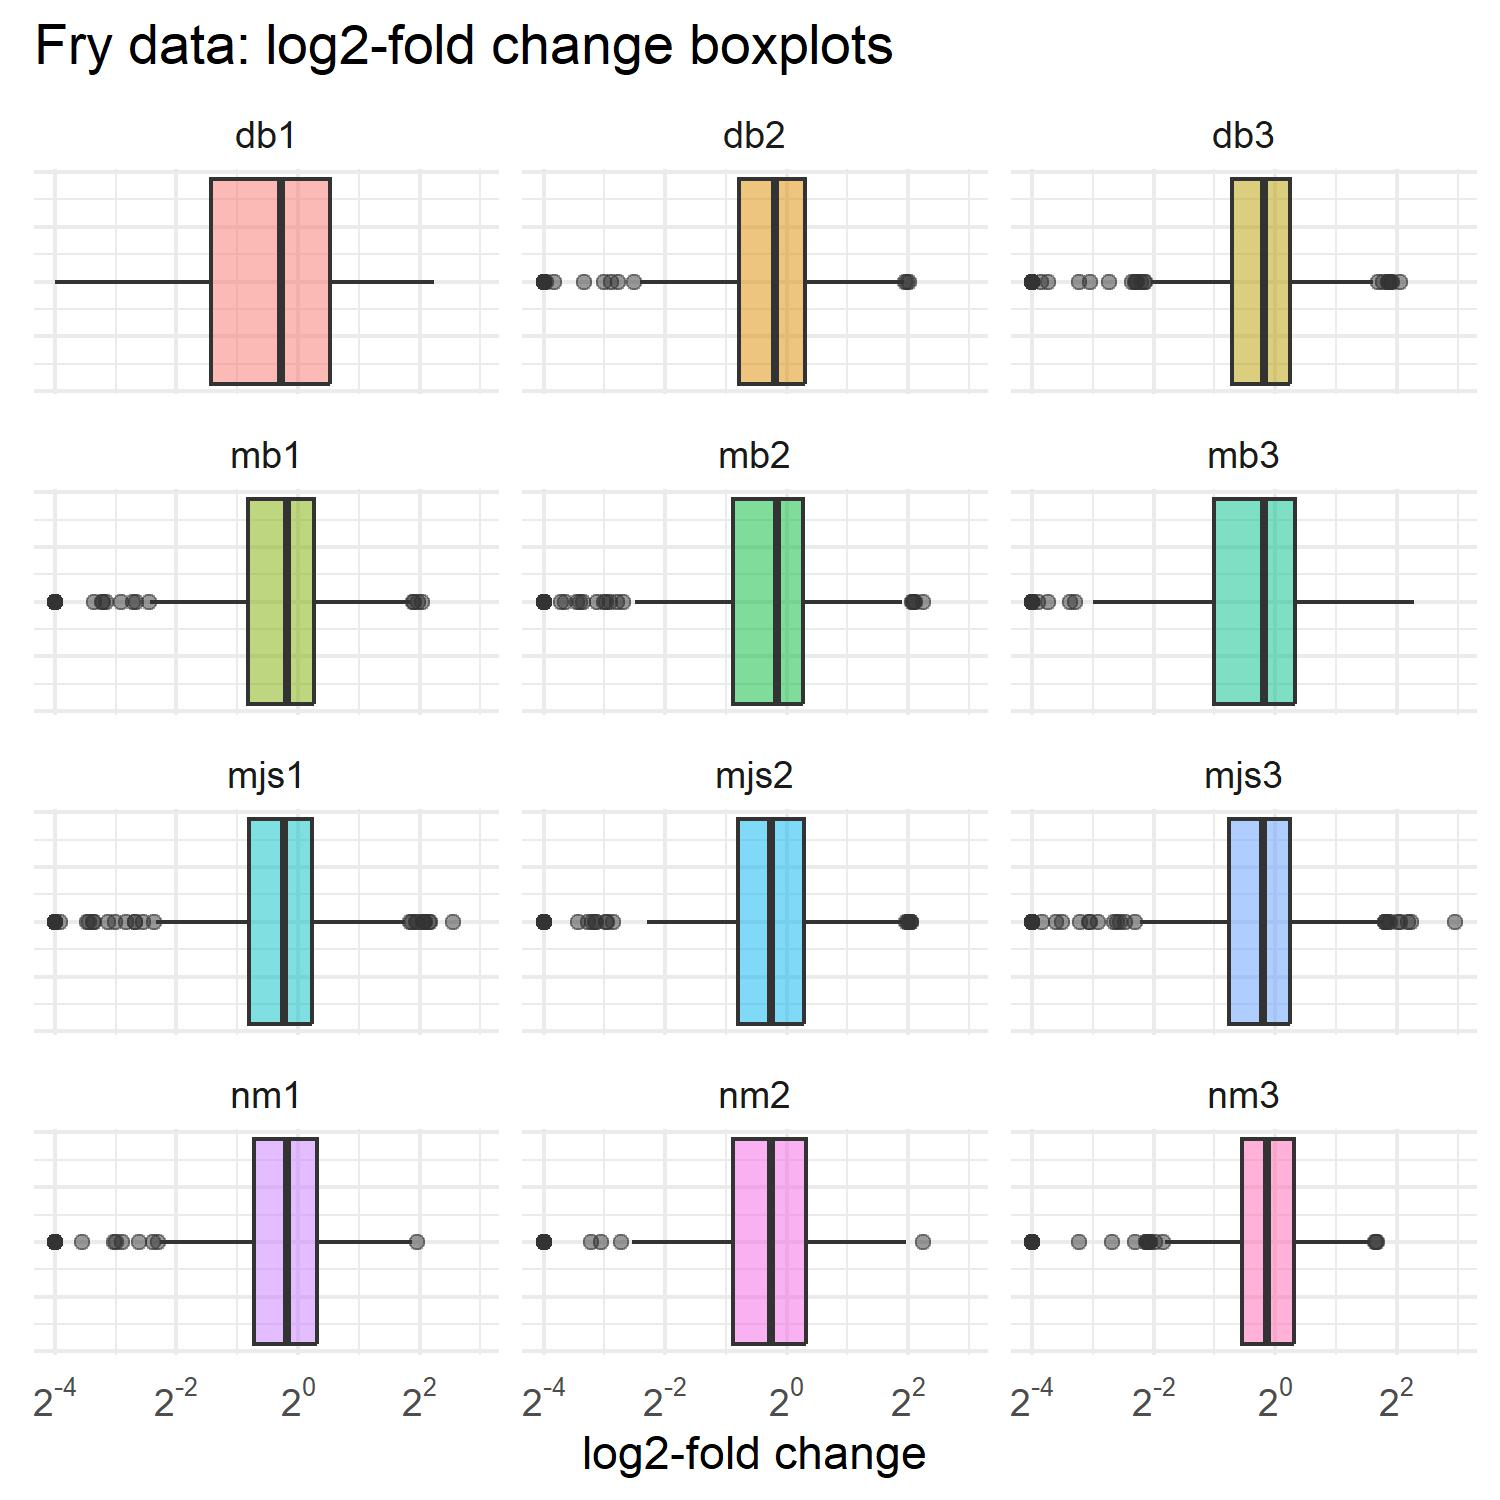 Fry data: log2-fold change boxplots
db1 db2 db3
mb1 mb2 mb3
mjs1 mjs2 mjs3
nm1 nm2 nm3
2^-4 2^-2 2^0 2^2 2^-4 2^-2 2^0 2^2 2^-4 2^-2 2^0 2^2
log2-fold change